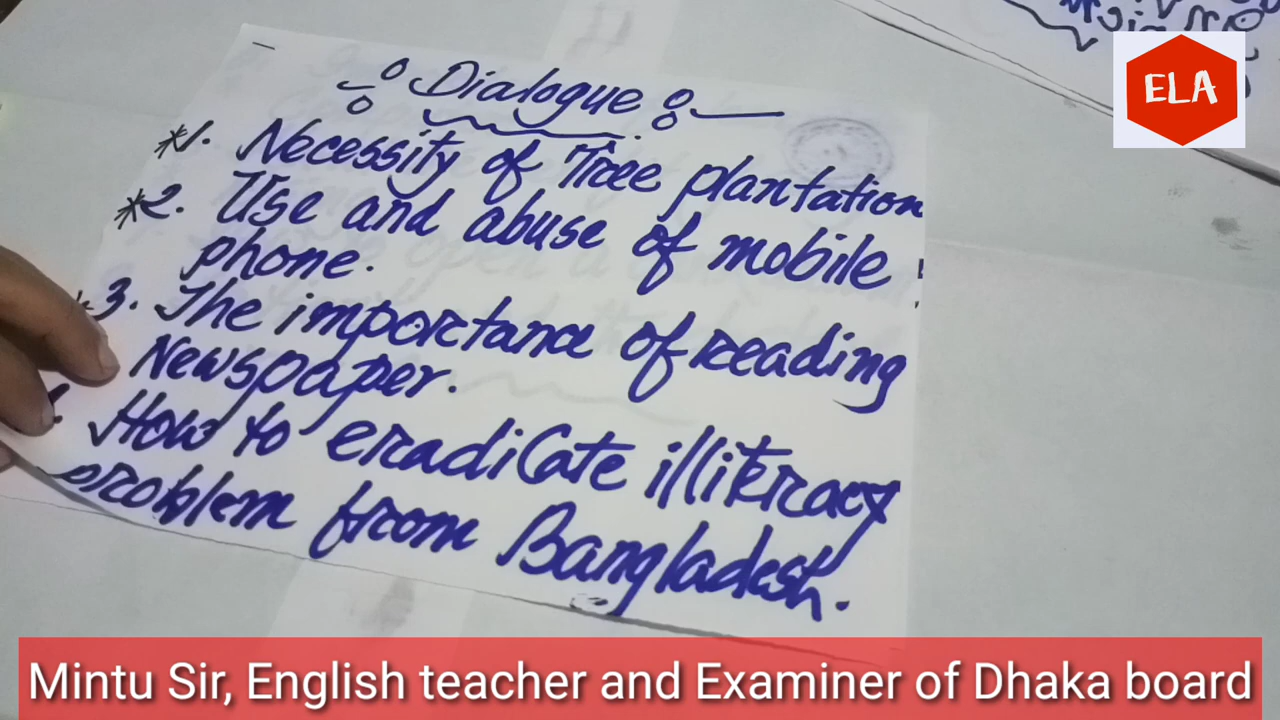 Dialogue :—
*1. Necessity of Tree plantation
*2. Use and abuse of mobile
phone.
*3. The importance of reading
Newspaper.
How to eradicate illiteracy
problem from Bangladesh.
ELA
Mintu Sir, English teacher and Examiner of Dhaka board